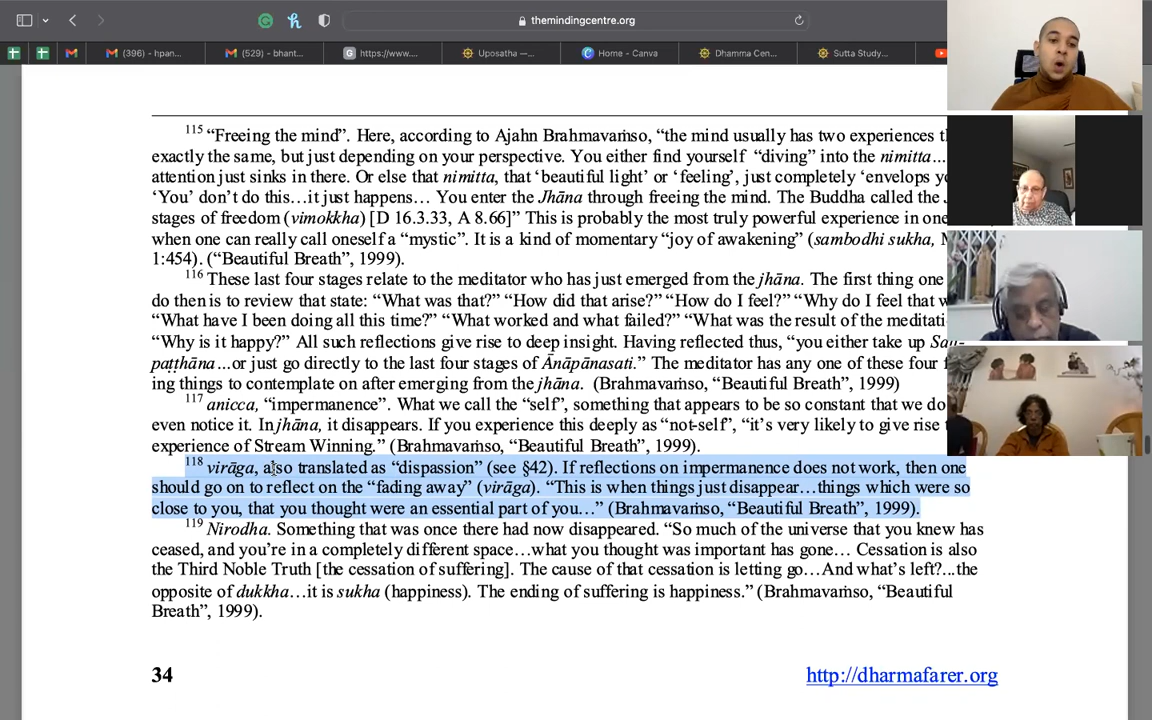 themindingcentre.org
(396) - hpan...
(529) - bhant...
G
https://www....
Uposatha —...
C
Home - Canva
Dhamma Cen...
Sutta Study...
115 “Freeing the mind”. Here, according to Ajahn Brahmavaṁso, “the mind usually has two experiences
exactly the same, but just depending on your perspective. You either find yourself “diving” into the nimitta...
attention just sinks in there. Or else that nimitta, that ‘beautiful light’ or ‘feeling’, just completely ‘envelops
‘You’ don’t do this…it just happens… You enter the Jhāna through freeing the mind. The Buddha called the
stages of freedom (vimokkha) [D 16.3.33, A 8.66]” This is probably the most truly powerful experience in one
when one can really call oneself a “mystic”. It is a kind of momentary “joy of awakening” (sambodhi sukha,
1:454). (“Beautiful Breath”, 1999).
116 These last four stages relate to the meditator who has just emerged from the jhāna. The first thing one
do then is to review that state: “What was that?” “How did that arise?” “How do I feel?” “Why do I feel that
“What have I been doing all this time?” “What worked and what failed?” “What was the result of the meditati
“Why is it happy?” All such reflections give rise to deep insight. Having reflected thus, “you either take up
paṭṭhāna...or just go directly to the last four stages of Ānāpānasati.” The meditator has any one of these four
ing things to contemplate on after emerging from the jhāna. (Brahmavaṁso, “Beautiful Breath”, 1999)
117 anicca, “impermanence”. What we call the “self”, something that appears to be so constant that we do
even notice it. In jhāna, it disappears. If you experience this deeply as “not-self”, “it’s very likely to give rise
experience of Stream Winning.” (Brahmavaṁso, “Beautiful Breath”, 1999).
118 virāga, also translated as “dispassion” (see §42). If reflections on impermanence does not work, then one
should go on to reflect on the “fading away” (virāga). “This is when things just disappear…things which were so
close to you, that you thought were an essential part of you…” (Brahmavaṁso, “Beautiful Breath”, 1999).
119 Nirodha. Something that was once there had now disappeared. “So much of the universe that you knew has
ceased, and you’re in a completely different space…what you thought was important has gone… Cessation is also
the Third Noble Truth [the cessation of suffering]. The cause of that cessation is letting go…And what’s left?...the
opposite of dukkha…it is sukha (happiness). The ending of suffering is happiness.” (Brahmavaṁso, “Beautiful
Breath”, 1999).
34
http://dharmafarer.org